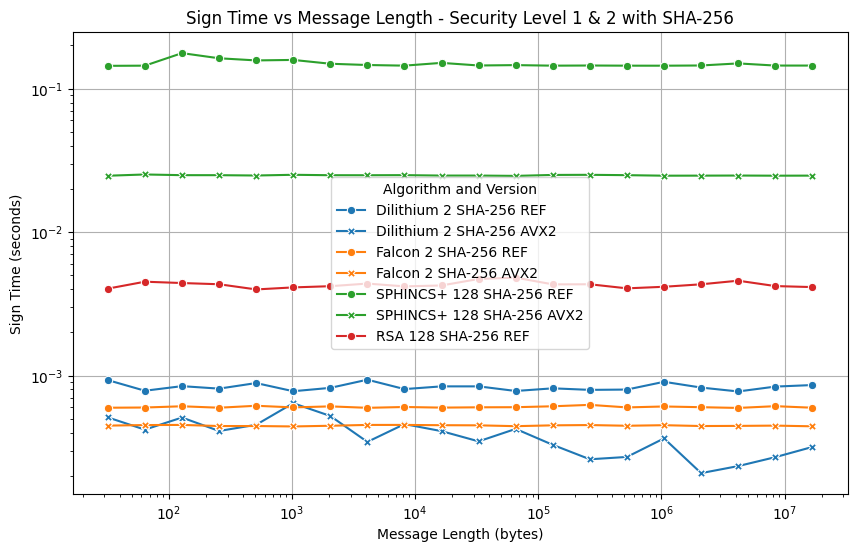 Sign Time vs Message Length - Security Level 1 & 2 with SHA-256
Sign Time (seconds)
10⁻¹
10⁻²
10⁻³
Algorithm and Version
Dilithium 2 SHA-256 REF
Dilithium 2 SHA-256 AVX2
Falcon 2 SHA-256 REF
Falcon 2 SHA-256 AVX2
SPHINCS+ 128 SHA-256 REF
SPHINCS+ 128 SHA-256 AVX2
RSA 128 SHA-256 REF
10² 10³ 10⁴ 10⁵ 10⁶ 10⁷
Message Length (bytes)